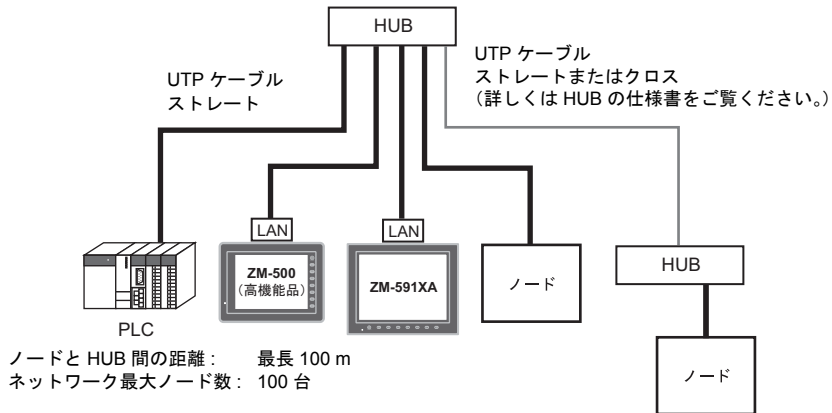 HUB
UTP ケーブル
ストレート
UTP ケーブル
ストレートまたはクロス
(詳しくは HUB の仕様書をご覧ください。)
LAN
LAN
ZM-500
(高機能品)
ZM-591XA
ノード
HUB
PLC
ノード
ノードと HUB 間の距離 : 最長 100 m
ネットワーク最大ノード数 : 100 台